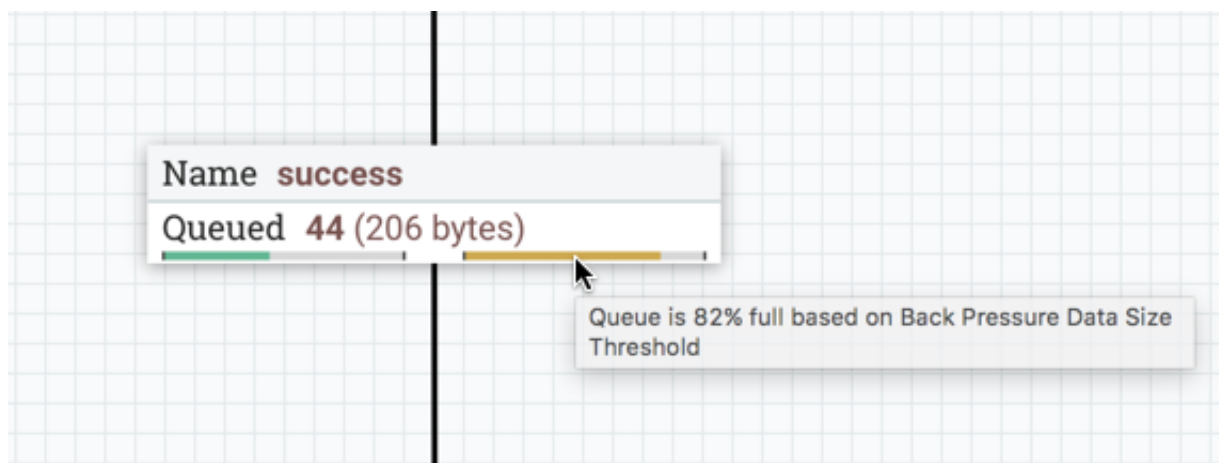 Name success
Queued 44 (206 bytes)
Queue is 82% full based on Back Pressure Data Size
Threshold